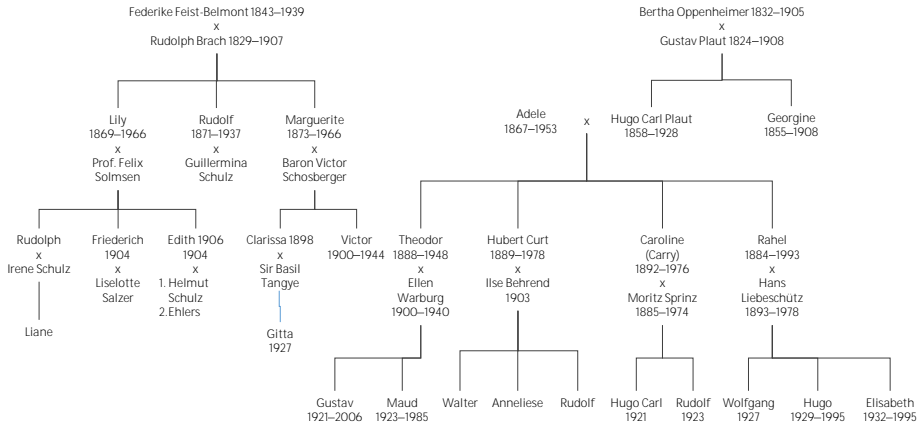 Federike Feist-Belmont 1843–1939
x
Rudolph Brach 1829–1907
Bertha Oppenheimer 1832–1905
x
Gustav Plaut 1824–1908
Lily
1869–1966
x
Prof. Felix
Solmsen
Rudolf
1871–1937
x
Guillermina
Schulz
Marguerite
1873–1966
x
Baron Victor
Schosberger
Adele
1867–1953
x
Hugo Carl Plaut
1858–1928
Georgine
1855–1908
Rudolph
x
Irene Schulz
Friederich
1904
x
Liselotte
Salzer
Edith 1906
1904
x
1. Helmut
Schulz
2.Ehlers
Clarissa 1898
x
Sir Basil
Tangye
Victor
1900–1944
Theodor
1888–1948
x
Ellen
Warburg
1900–1940
Hubert Curt
1889–1978
x
Ilse Behrend
1903
Caroline
(Carry)
1892–1976
x
Moritz Sprinz
1885–1974
Rahel
1884–1993
x
Hans
Liebeschütz
1893–1978
Liane
Gitta
1927
Gustav
1921–2006
Maud
1923–1985
Walter
Anneliese
Rudolf
Hugo Carl
1921
Rudolf
1923
Wolfgang
1927
Hugo
1929–1995
Elisabeth
1932–1995